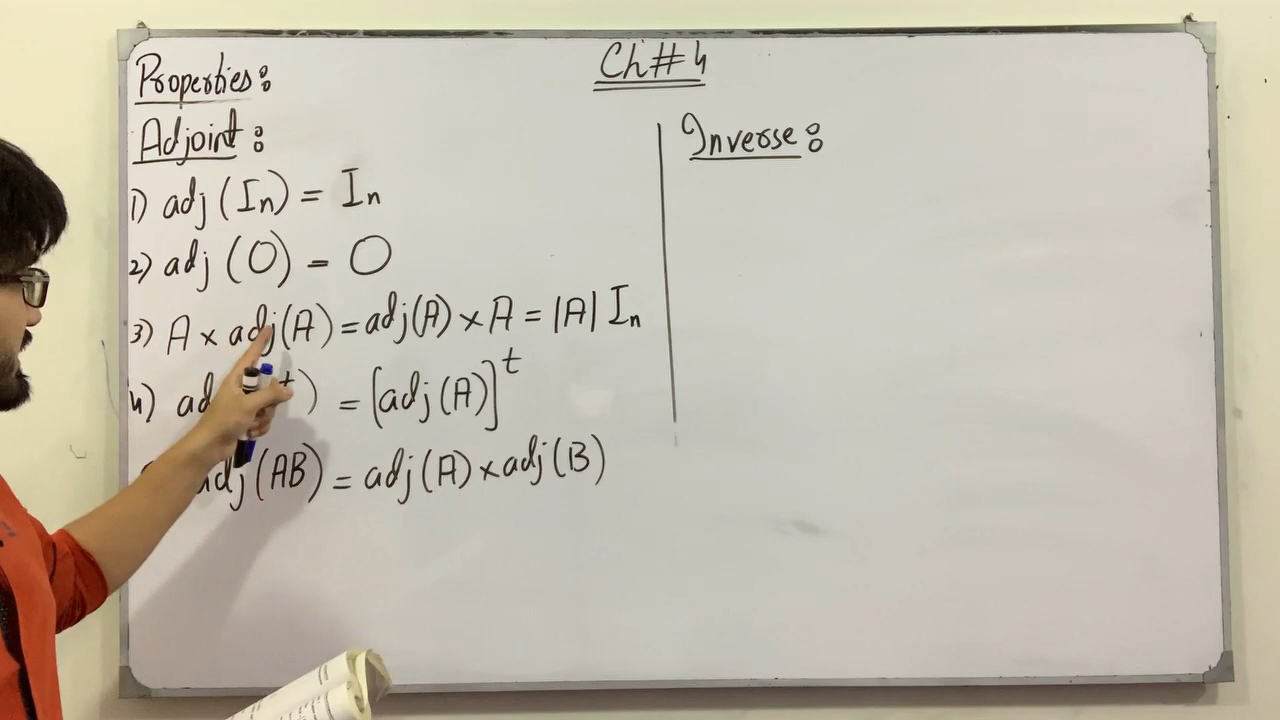 Ch # 4
Properties:
Adjoint:
1) adj (In) = In
2) adj (O) = O
3) A × adj(A) = adj(A) × A = |A| In
4) ad t) = [adj(A)]t
adj(AB) = adj(A) × adj(B)
Inverse: